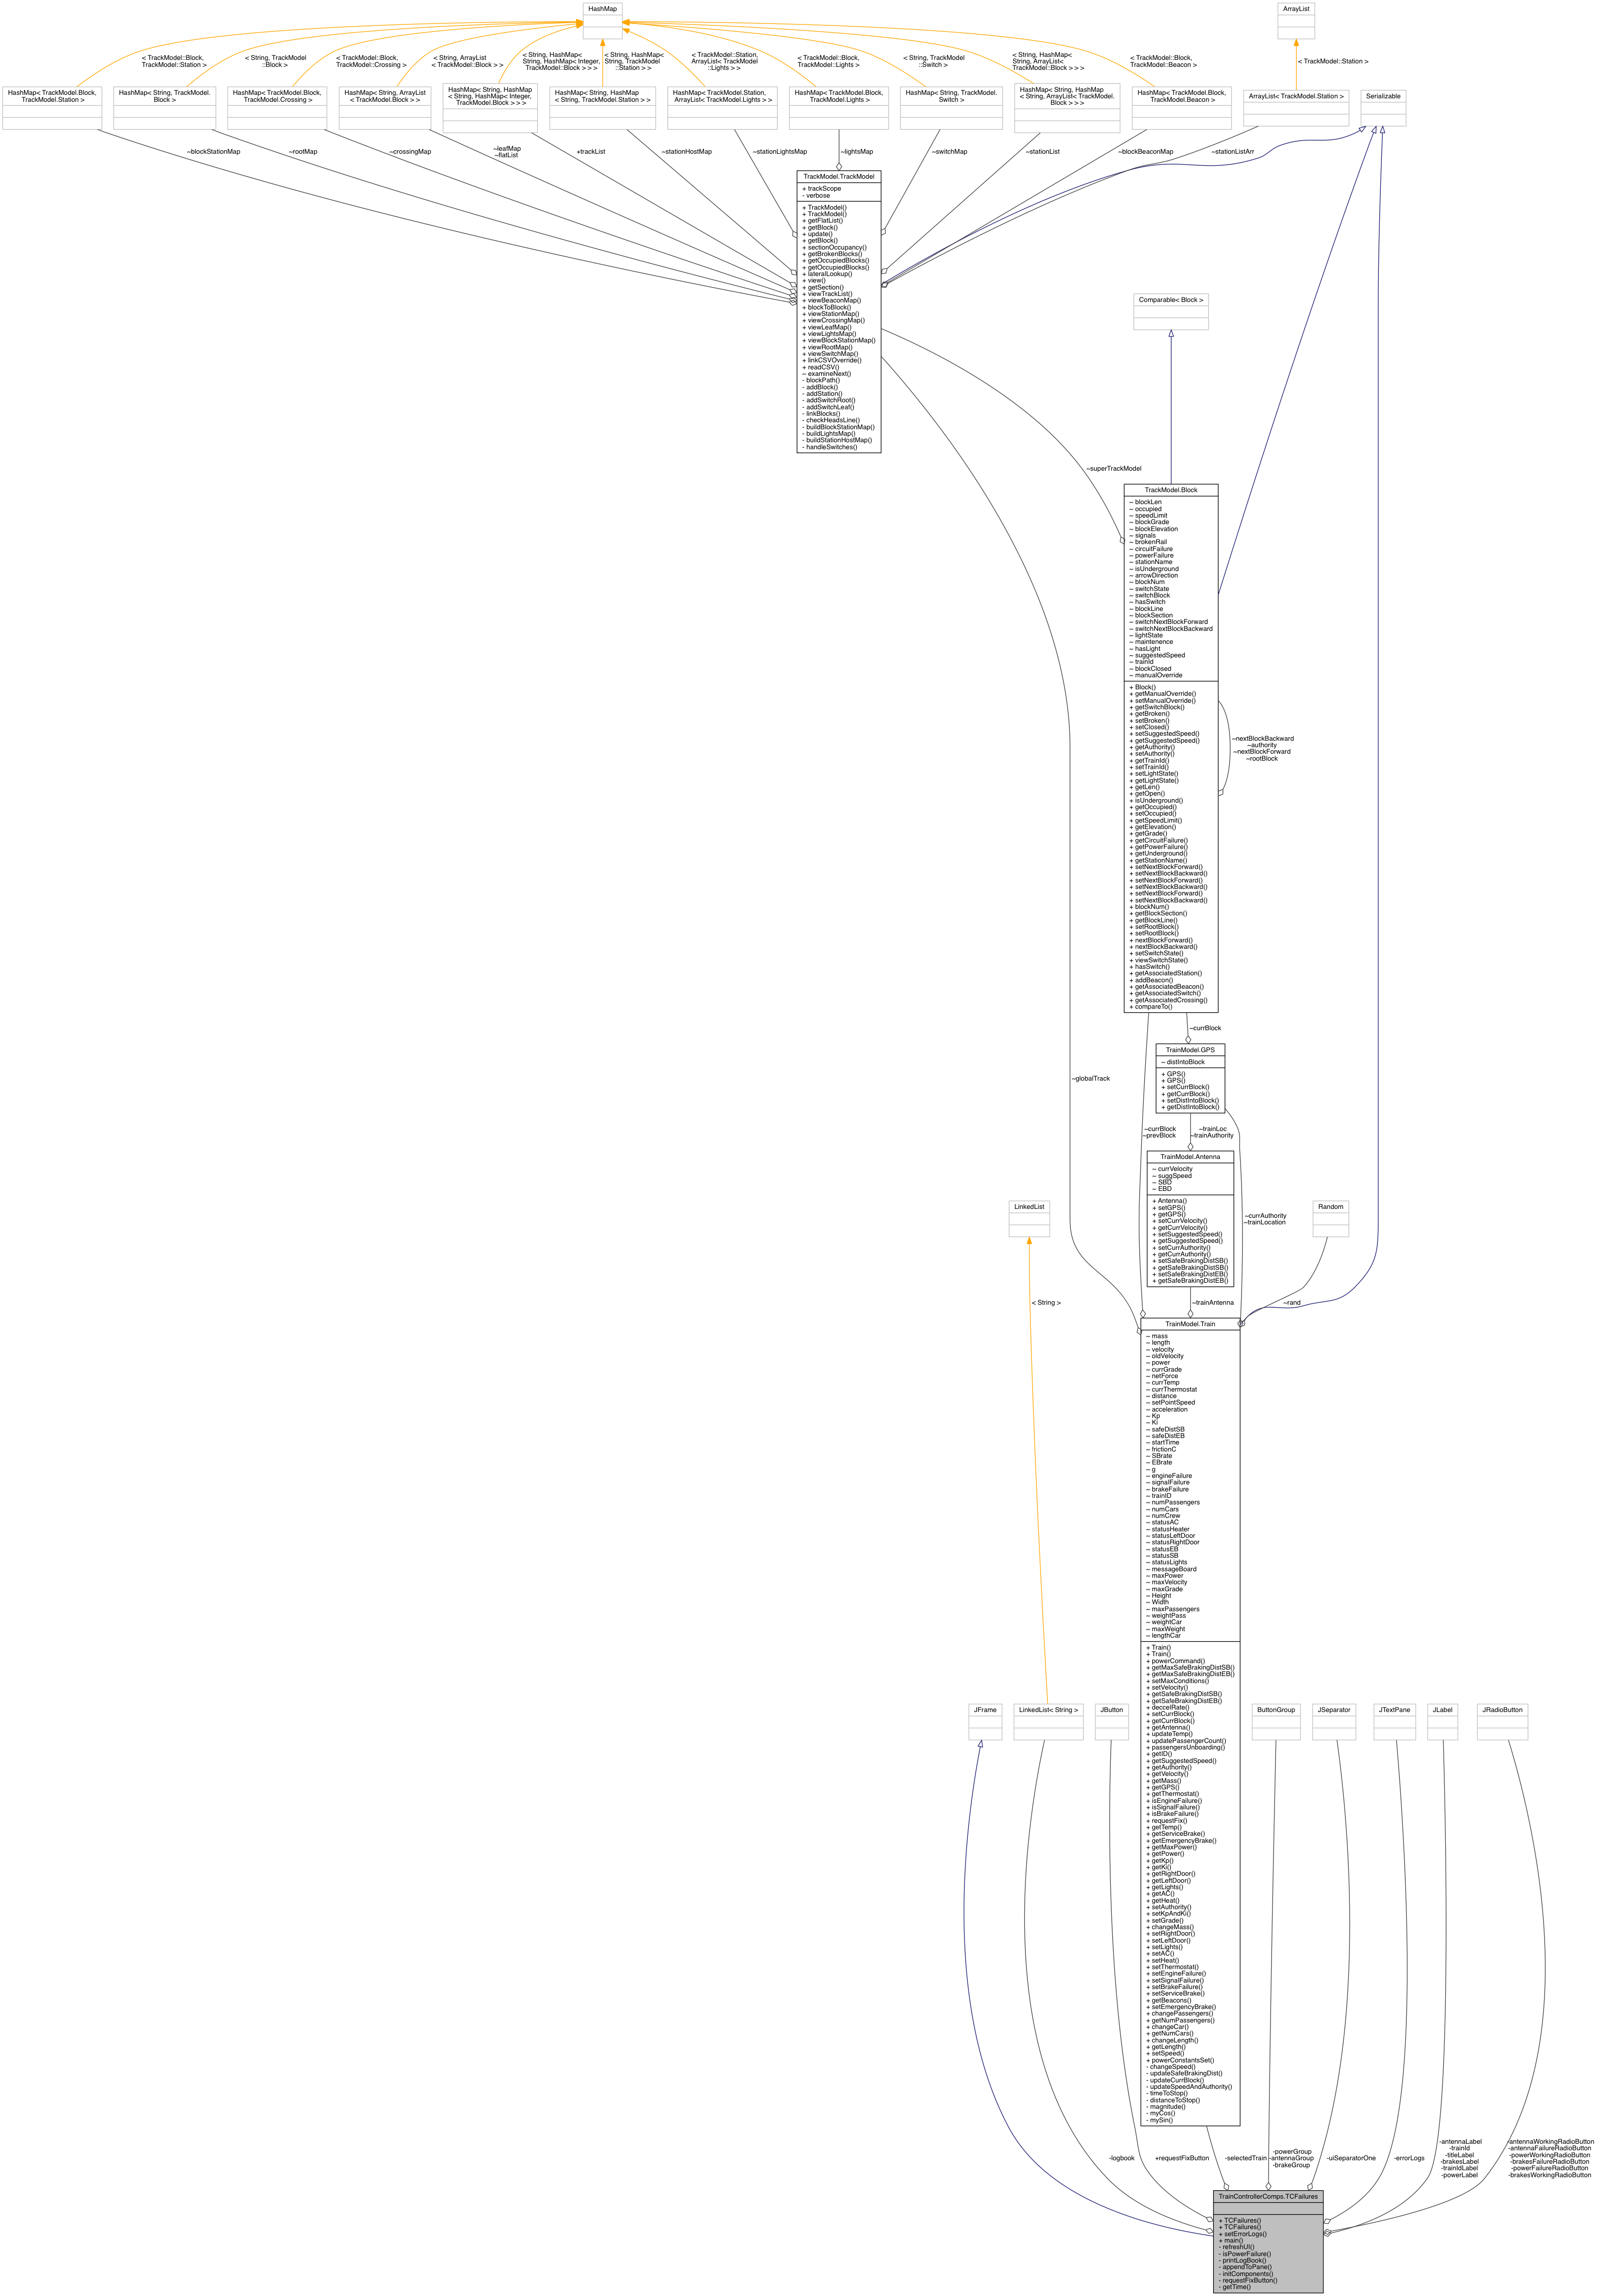 HashMap
ArrayList
< TrackModel::Block,
TrackModel::Station >
< String, TrackModel
::Block >
< TrackModel::Block,
TrackModel::Crossing >
< String, ArrayList
< TrackModel::Block > >
< String, HashMap<
String, HashMap< Integer,
TrackModel::Block > > >
< String, HashMap<
String, TrackModel
::Station > >
< TrackModel::Station,
ArrayList< TrackModel
::Lights > >
< TrackModel::Block,
TrackModel::Lights >
< String, TrackModel
::Switch >
< String, HashMap<
String, ArrayList<
TrackModel::Block > > >
< TrackModel::Block,
TrackModel::Beacon >
< TrackModel::Station >
HashMap< TrackModel.Block,
TrackModel.Station >
HashMap< String, TrackModel.
Block >
HashMap< TrackModel.Block,
TrackModel.Crossing >
HashMap< String, ArrayList
< TrackModel.Block > >
HashMap< String, HashMap
< String, HashMap< Integer,
TrackModel.Block > > >
HashMap< String, HashMap
< String, TrackModel.Station > >
HashMap< TrackModel.Station,
ArrayList< TrackModel.Lights > >
HashMap< TrackModel.Block,
TrackModel.Lights >
HashMap< String, TrackModel.
Switch >
HashMap< String, HashMap
< String, ArrayList< TrackModel.
Block > > >
HashMap< TrackModel.Block,
TrackModel.Beacon >
ArrayList< TrackModel.Station >
Serializable
~blockStationMap
~rootMap
~crossingMap
~leafMap
~flatList
+trackList
~stationHostMap
~stationLightsMap
~lightsMap
~switchMap
~stationList
~blockBeaconMap
~stationListArr
TrackModel.TrackModel
+ trackScope
- verbose
+ TrackModel()
+ TrackModel()
+ getFlatList()
+ getBlock()
+ update()
+ getBlock()
+ sectionOccupancy()
+ getBrokenBlocks()
+ getOccupiedBlocks()
+ getOccupiedBlocks()
+ lateralLookup()
+ view()
+ getSection()
+ viewTrackList()
+ viewBeaconMap()
+ blockToBlock()
+ viewStationMap()
+ viewCrossingMap()
+ viewLeafMap()
+ viewLightsMap()
+ viewBlockStationMap()
+ viewRootMap()
+ viewSwitchMap()
+ linkCSVOverride()
+ readCSV()
~ examineNext()
- blockPath()
- addBlock()
- addStation()
- addSwitchRoot()
- addSwitchLeaf()
- linkBlocks()
- checkHeadsLine()
- buildBlockStationMap()
- buildLightsMap()
- buildStationHostMap()
- handleSwitches()
Comparable< Block >
~superTrackModel
TrackModel.Block
~ blockLen
~ occupied
~ speedLimit
~ blockGrade
~ blockElevation
~ signals
~ brokenRail
~ circuitFailure
~ powerFailure
~ stationName
~ isUnderground
~ arrowDirection
~ blockNum
~ switchState
~ switchBlock
~ hasSwitch
~ blockLine
~ blockSection
~ switchNextBlockForward
~ switchNextBlockBackward
~ lightState
~ maintenence
~ hasLight
~ suggestedSpeed
~ trainId
~ blockClosed
~ manualOverride
+ Block()
+ getManualOverride()
+ setManualOverride()
+ getSwitchBlock()
+ getBroken()
+ setBroken()
+ setClosed()
+ setSuggestedSpeed()
+ getSuggestedSpeed()
+ getAuthority()
+ setAuthority()
+ getTrainId()
+ setTrainId()
+ setLightState()
+ getLightState()
+ getLen()
+ getOpen()
+ isUnderground()
+ getOccupied()
+ setOccupied()
+ getSpeedLimit()
+ getElevation()
+ getGrade()
+ getCircuitFailure()
+ getPowerFailure()
+ getUnderground()
+ getStationName()
+ setNextBlockForward()
+ setNextBlockBackward()
+ setNextBlockForward()
+ setNextBlockBackward()
+ setNextBlockForward()
+ setNextBlockBackward()
+ blockNum()
+ getBlockSection()
+ getBlockLine()
+ setRootBlock()
+ setRootBlock()
+ nextBlockForward()
+ nextBlockBackward()
+ setSwitchState()
+ viewSwitchState()
+ hasSwitch()
+ getAssociatedStation()
+ addBeacon()
+ getAssociatedBeacon()
+ getAssociatedSwitch()
+ getAssociatedCrossing()
+ compareTo()
~nextBlockBackward
~authority
~nextBlockForward
~rootBlock
~currBlock
TrainModel.GPS
~ distIntoBlock
+ GPS()
+ GPS()
+ setCurrBlock()
+ getCurrBlock()
+ setDistIntoBlock()
+ getDistIntoBlock()
~globalTrack
~currBlock
~prevBlock
~trainLoc
~trainAuthority
TrainModel.Antenna
~ currVelocity
~ suggSpeed
~ SBD
~ EBD
+ Antenna()
+ setGPS()
+ getGPS()
+ setCurrVelocity()
+ getCurrVelocity()
+ setSuggestedSpeed()
+ getSuggestedSpeed()
+ setCurrAuthority()
+ getCurrAuthority()
+ setSafeBrakingDistSB()
+ getSafeBrakingDistSB()
+ setSafeBrakingDistEB()
+ getSafeBrakingDistEB()
~currAuthority
~trainLocation
LinkedList
Random
< String >
~trainAntenna
~rand
TrainModel.Train
~ mass
~ length
~ velocity
~ oldVelocity
~ power
~ currGrade
~ netForce
~ currTemp
~ currThermostat
~ distance
~ setPointSpeed
~ acceleration
~ Kp
~ Ki
~ safeDistSB
~ safeDistEB
~ startTime
~ frictionC
~ SBrate
~ EBrate
~ g
~ engineFailure
~ signalFailure
~ brakeFailure
~ trainID
~ numPassengers
~ numCars
~ numCrew
~ statusAC
~ statusHeater
~ statusLeftDoor
~ statusRightDoor
~ statusEB
~ statusSB
~ statusLights
~ messageBoard
~ maxPower
~ maxVelocity
~ maxGrade
~ Height
~ Width
~ maxPassengers
~ weightPass
~ weightCar
~ maxWeight
~ lengthCar
+ Train()
+ Train()
+ powerCommand()
+ getMaxSafeBrakingDistSB()
+ getMaxSafeBrakingDistEB()
+ setMaxConditions()
+ setVelocity()
+ getSafeBrakingDistSB()
+ getSafeBrakingDistEB()
+ deccelRate()
+ setCurrBlock()
+ getCurrBlock()
+ getAntenna()
+ updateTemp()
+ updatePassengerCount()
+ passengersUnboarding()
+ getID()
+ getSuggestedSpeed()
+ getAuthority()
+ getVelocity()
+ getMass()
+ getGPS()
+ getThermostat()
+ isEngineFailure()
+ isSignalFailure()
+ isBrakeFailure()
+ requestFix()
+ getTemp()
+ getServiceBrake()
+ getEmergencyBrake()
+ getMaxPower()
+ getPower()
+ getKp()
+ getKi()
+ getRightDoor()
+ getLeftDoor()
+ getLights()
+ getAC()
+ getHeat()
+ setAuthority()
+ setKpAndKi()
+ setGrade()
+ changeMass()
+ setRightDoor()
+ setLeftDoor()
+ setLights()
+ setAC()
+ setHeat()
+ setThermostat()
+ setEngineFailure()
+ setSignalFailure()
+ setBrakeFailure()
+ setServiceBrake()
+ getBeacons()
+ setEmergencyBrake()
+ changePassengers()
+ getNumPassengers()
+ changeCar()
+ getNumCars()
+ changeLength()
+ getLength()
+ setSpeed()
+ powerConstantsSet()
- changeSpeed()
- updateSafeBrakingDist()
- updateCurrBlock()
- updateSpeedAndAuthority()
- timeToStop()
- distanceToStop()
- magnitude()
- myCos()
- mySin()
JFrame
LinkedList< String >
JButton
ButtonGroup
JSeparator
JTextPane
JLabel
JRadioButton
-logbook
+requestFixButton
-selectedTrain
-powerGroup
-antennaGroup
-brakeGroup
-uiSeparatorOne
-errorLogs
-antennaLabel
-trainId
-titleLabel
-brakesLabel
-trainIdLabel
-powerLabel
-antennaWorkingRadioButton
-antennaFailureRadioButton
-powerWorkingRadioButton
-brakesFailureRadioButton
-powerFailureRadioButton
-brakesWorkingRadioButton
TrainControllerComps.TCFailures
+ TCFailures()
+ TCFailures()
+ setErrorLogs()
+ main()
- refreshUI()
- isPowerFailure()
- printLogBook()
- appendToPane()
- initComponents()
- requestFixButton()
- getTime()